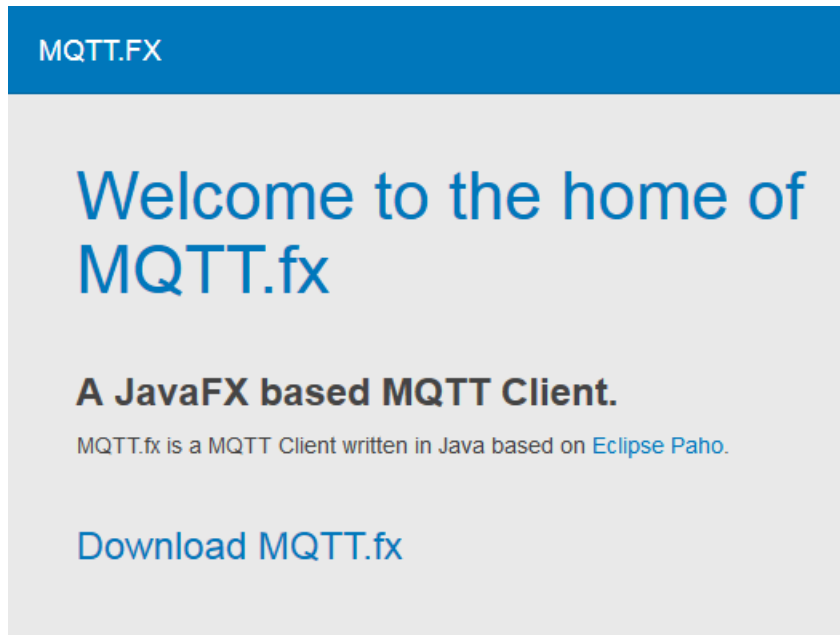 MQTT.FX
Welcome to the home of
MQTT.fx
A JavaFX based MQTT Client.
MQTT.fx is a MQTT Client written in Java based on Eclipse Paho.
Download MQTT.fx